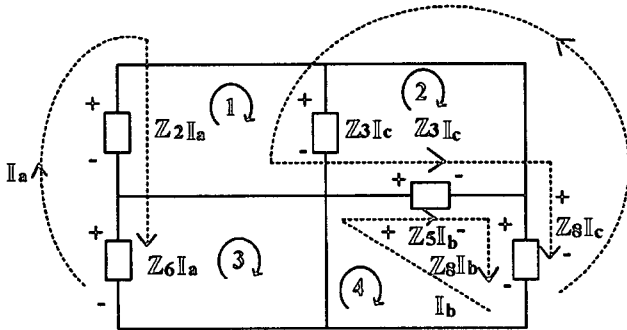 1
2
+
+
Z2Ia
Z3Ic
Z3Ic
-
-
Ia
+
-
+
+
+
+
Z5Ib
-
Z8Ic
Z6Ia
3
Z8Ib
-
4
-
-
-
Ib